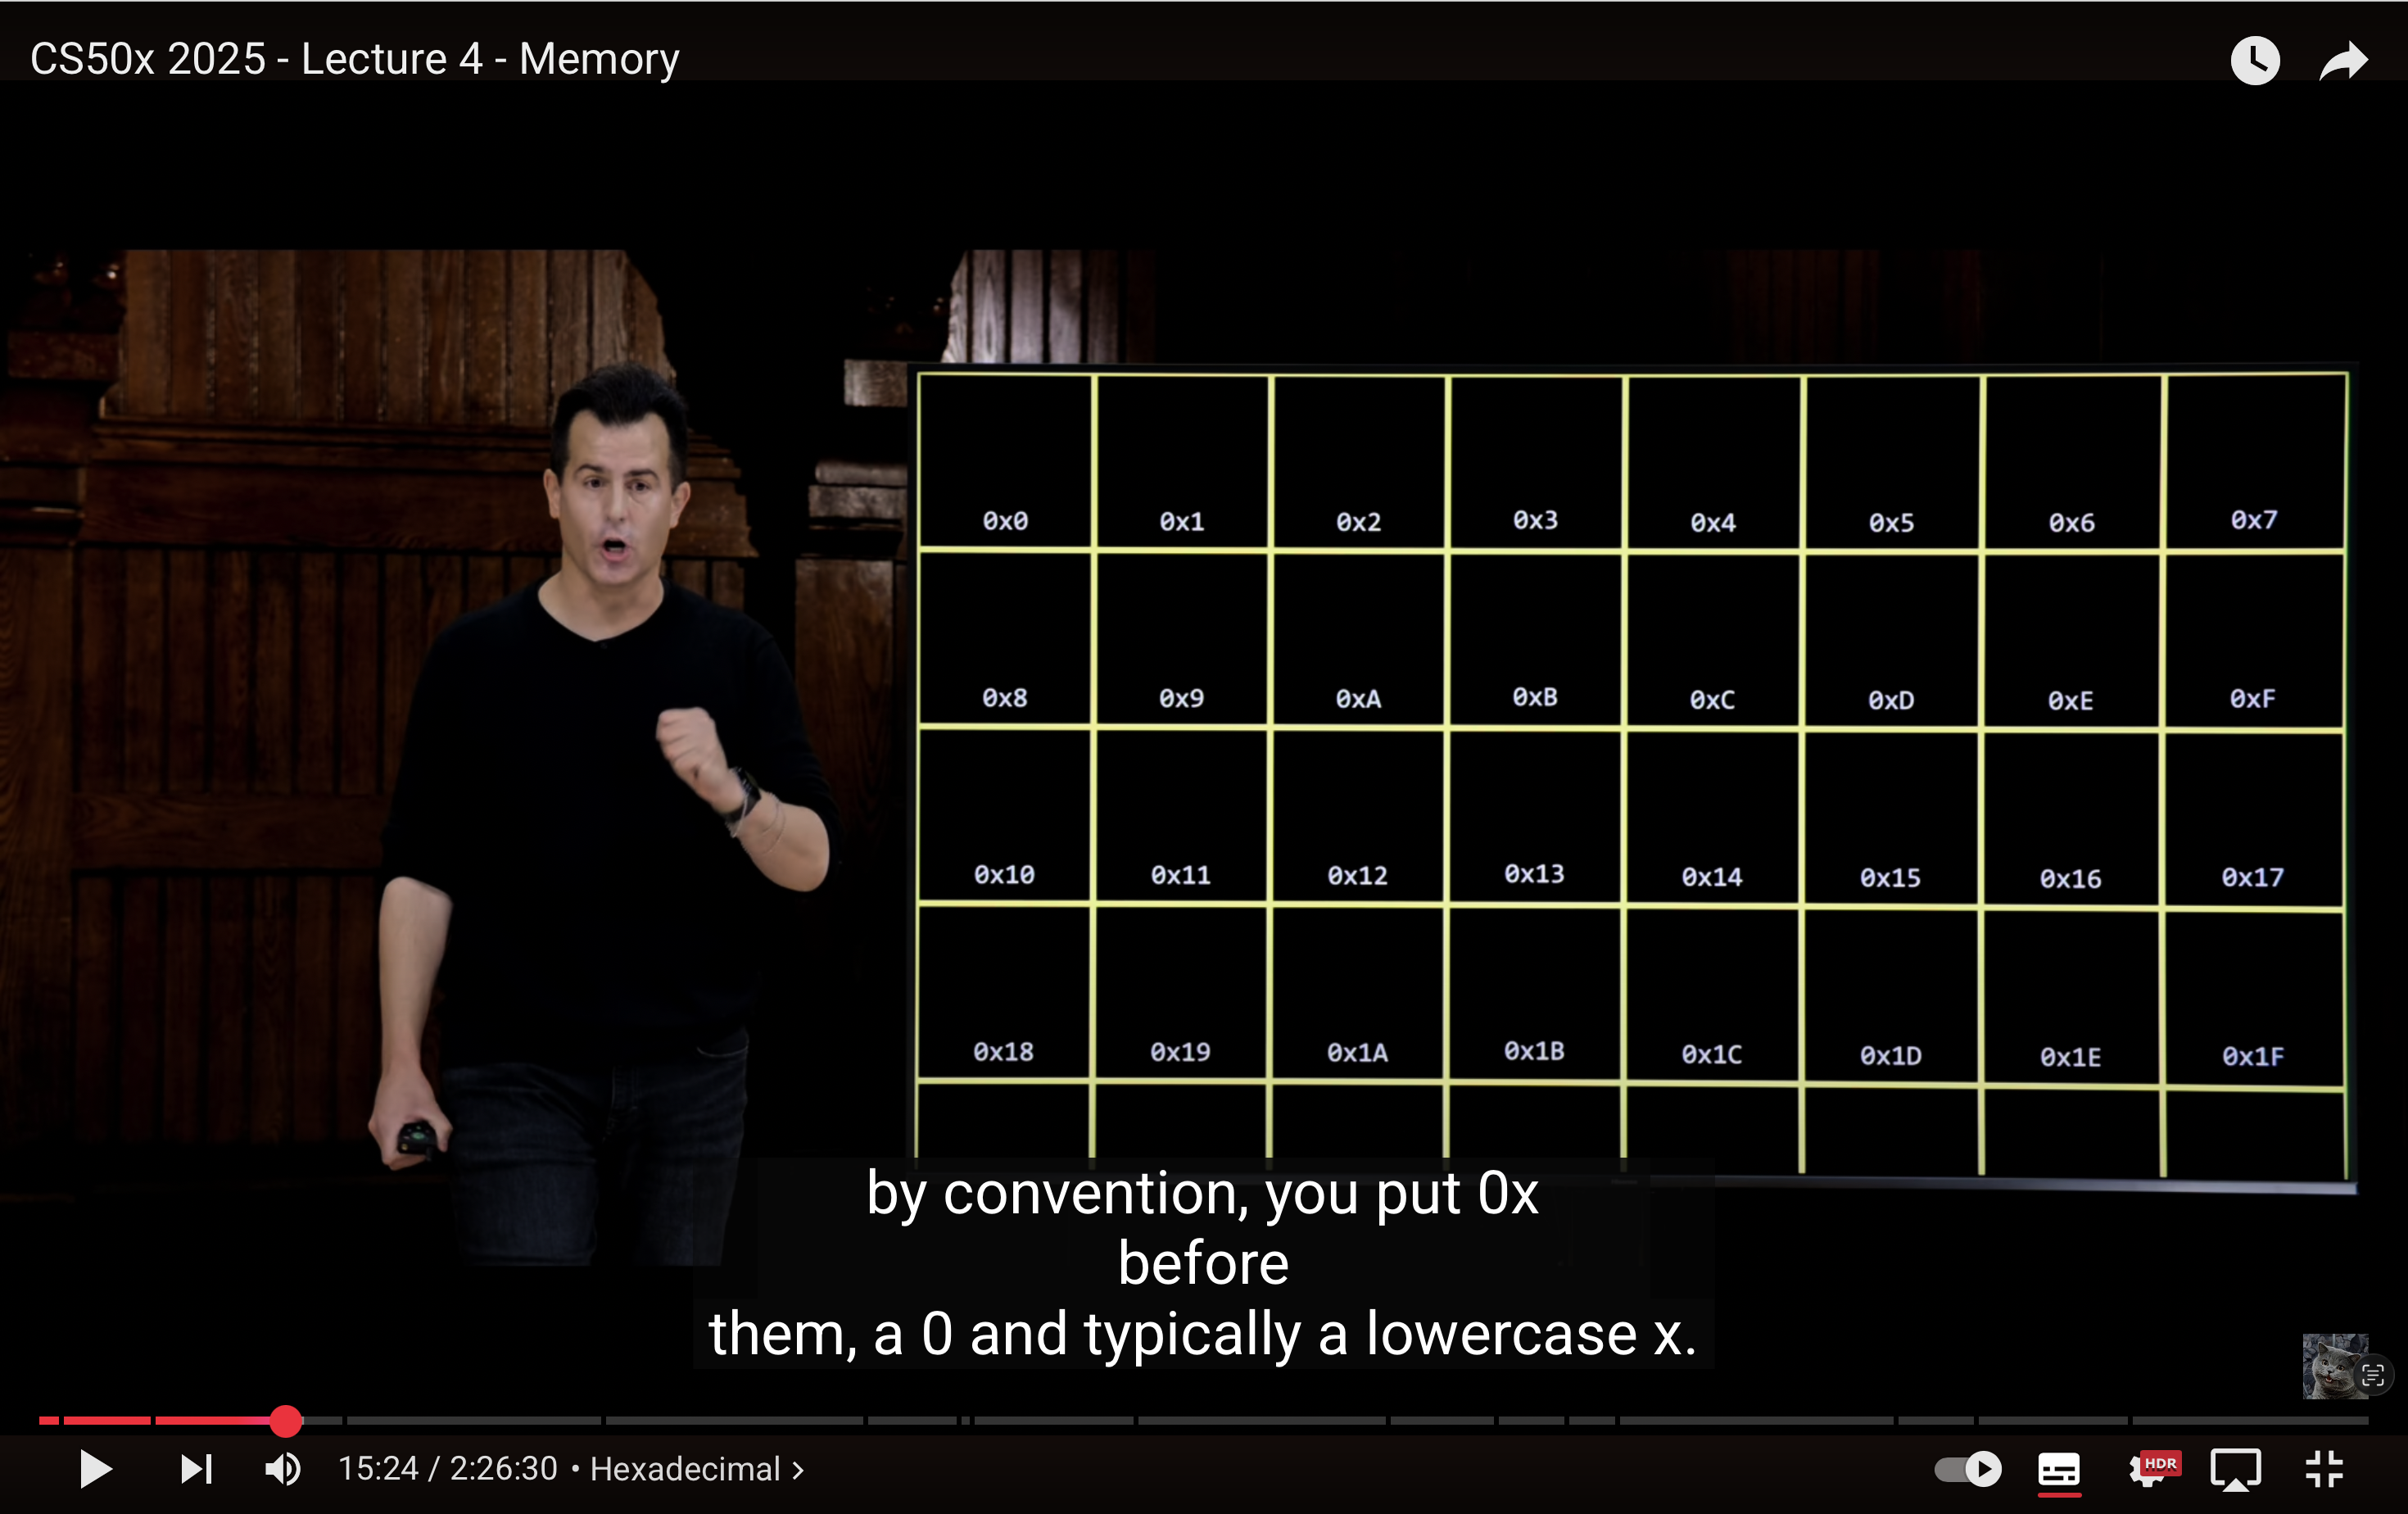 CS50x 2025 - Lecture 4 - Memory
0x0 0x1 0x2 0x3 0x4 0x5 0x6 0x7
0x8 0x9 0xA 0xB 0xC 0xD 0xE 0xF
0x10 0x11 0x12 0x13 0x14 0x15 0x16 0x17
0x18 0x19 0x1A 0x1B 0x1C 0x1D 0x1E 0x1F
by convention, you put 0x
before
them, a 0 and typically a lowercase x.
15:24 / 2:26:30 • Hexadecimal
HDR